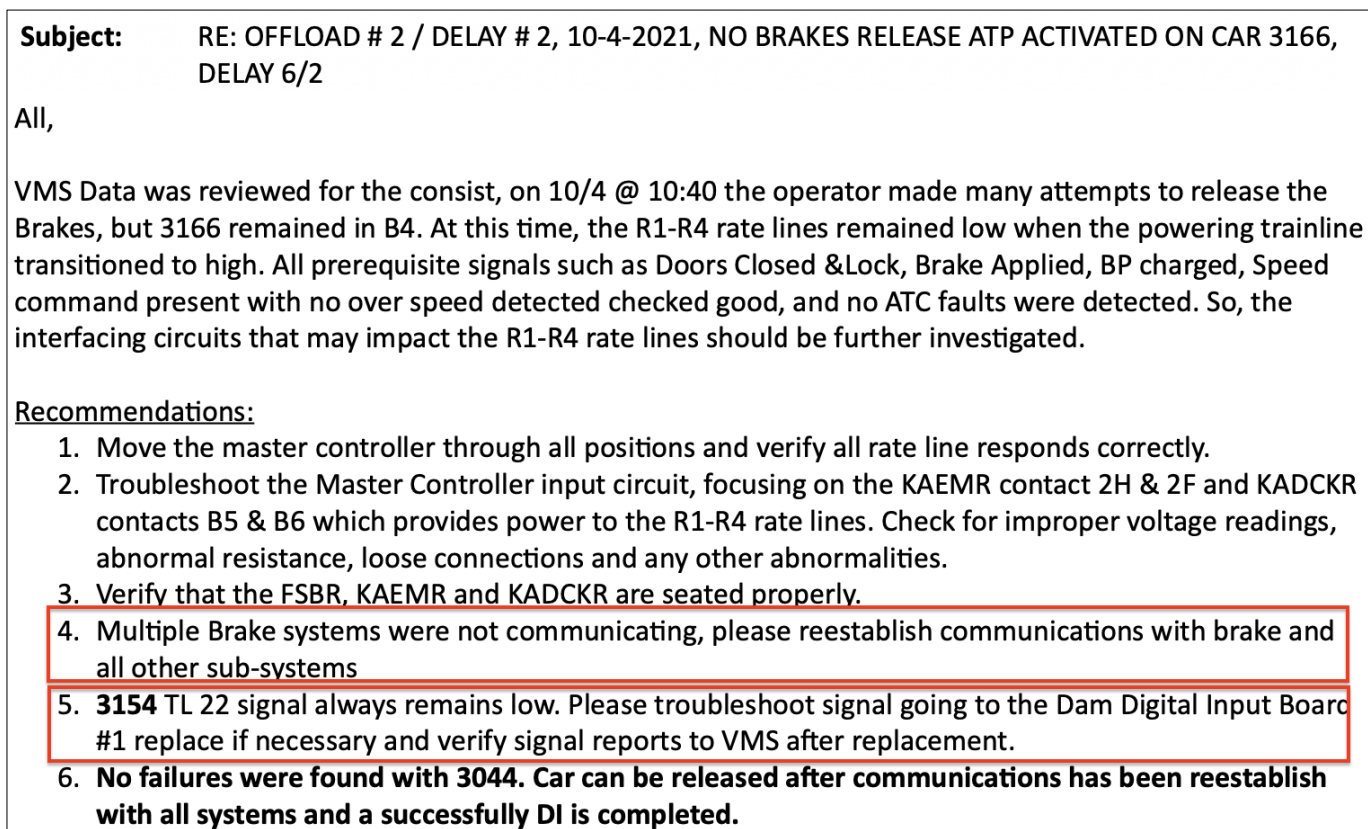 Subject: RE: OFFLOAD # 2 / DELAY # 2, 10-4-2021, NO BRAKES RELEASE ATP ACTIVATED ON CAR 3166,
DELAY 6/2
All,
VMS Data was reviewed for the consist, on 10/4 @ 10:40 the operator made many attempts to release the
Brakes, but 3166 remained in B4. At this time, the R1-R4 rate lines remained low when the powering trainline
transitioned to high. All prerequisite signals such as Doors Closed &Lock, Brake Applied, BP charged, Speed
command present with no over speed detected checked good, and no ATC faults were detected. So, the
interfacing circuits that may impact the R1-R4 rate lines should be further investigated.
Recommendations:
1. Move the master controller through all positions and verify all rate line responds correctly.
2. Troubleshoot the Master Controller input circuit, focusing on the KAEMR contact 2H & 2F and KADCKR
contacts B5 & B6 which provides power to the R1-R4 rate lines. Check for improper voltage readings,
abnormal resistance, loose connections and any other abnormalities.
3. Verify that the FSBR, KAEMR and KADCKR are seated properly.
4. Multiple Brake systems were not communicating, please reestablish communications with brake and
all other sub-systems
5. 3154 TL 22 signal always remains low. Please troubleshoot signal going to the Dam Digital Input Board
#1 replace if necessary and verify signal reports to VMS after replacement.
6. No failures were found with 3044. Car can be released after communications has been reestablish
with all systems and a successfully DI is completed.